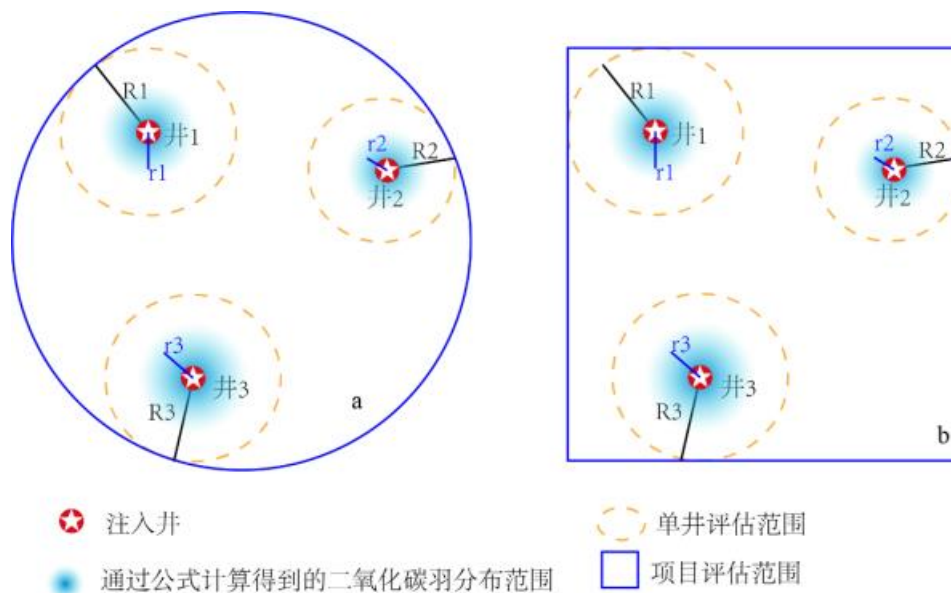 R1
井1
r1
r2
R2
井2
r3
井3
R3
a
R1
井1
r1
r2
R2
井2
r3
井3
R3
b
注入井
单井评估范围
通过公式计算得到的二氧化碳羽分布范围
项目评估范围